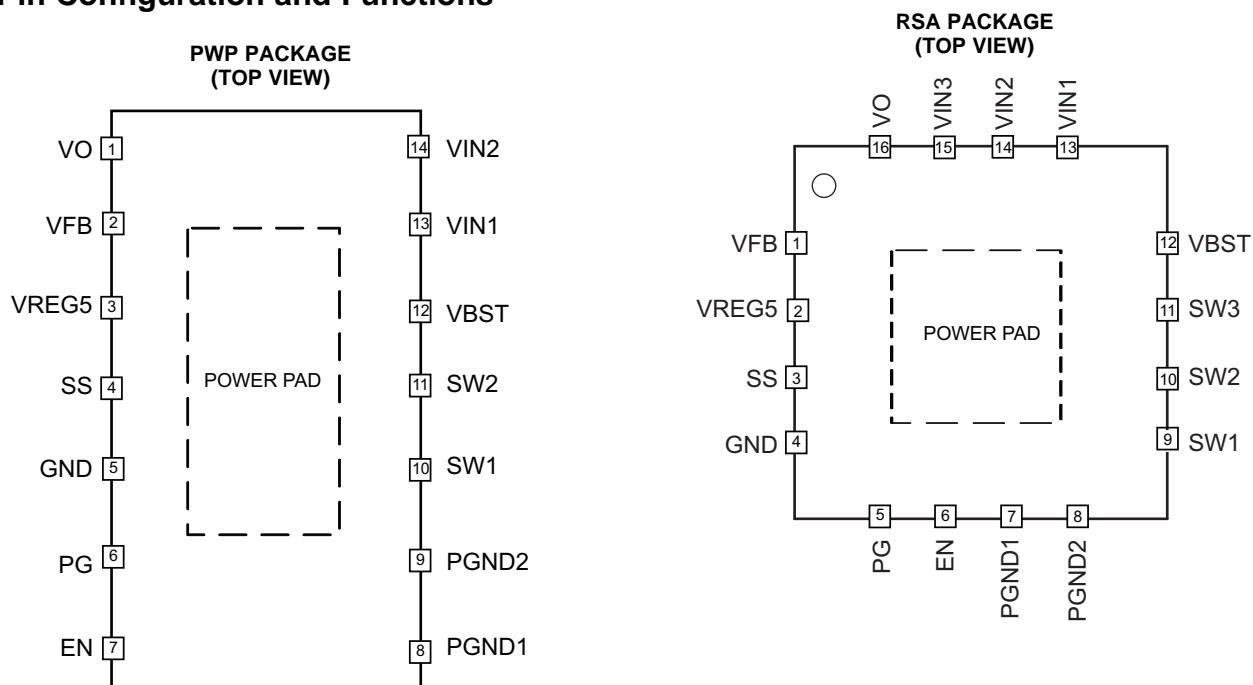 in Configuration and Functions
PWP PACKAGE
(TOP VIEW)
VO 1
14 VIN2
VFB 2
13 VIN1
VREG5 3
12 VBST
SS 4
11 SW2
POWER PAD
GND 5
10 SW1
PG 6
9 PGND2
EN 7
8 PGND1
RSA PACKAGE
(TOP VIEW)
VO
VIN3
VIN2
VIN1
16 15 14 13
VFB 1
12 VBST
VREG5 2
11 SW3
POWER PAD
SS 3
10 SW2
GND 4
9 SW1
5 6 7 8
PG
EN
PGND1
PGND2